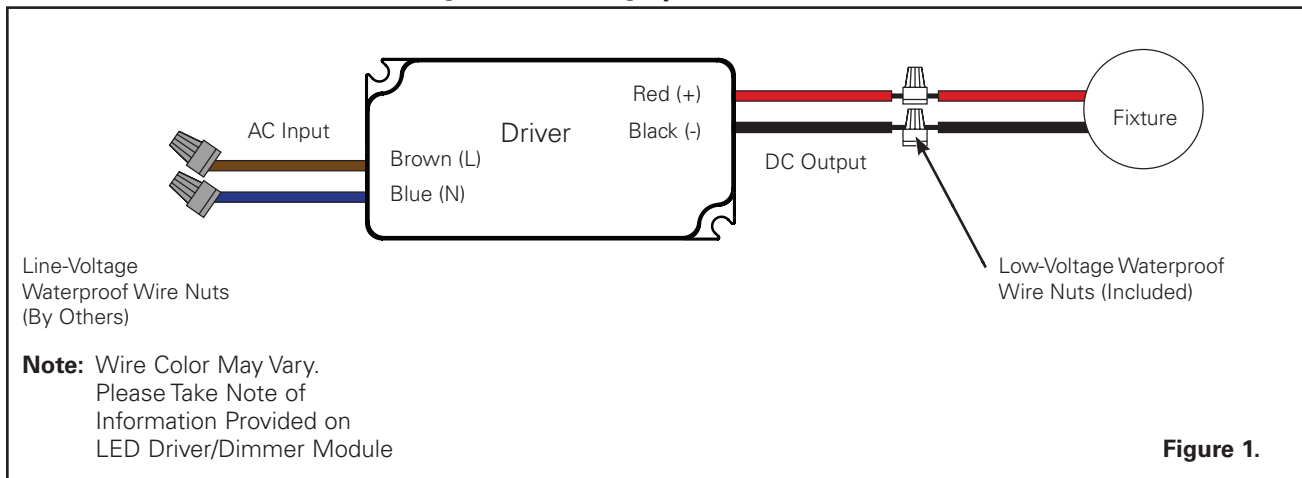 AC Input
Brown (L)
Blue (N)
Driver
Red (+)
Black (-)
DC Output
Fixture
Line-Voltage
Waterproof Wire Nuts
(By Others)
Low-Voltage Waterproof
Wire Nuts (Included)
Note: Wire Color May Vary.
Please Take Note of
Information Provided on
LED Driver/Dimmer Module
Figure 1.